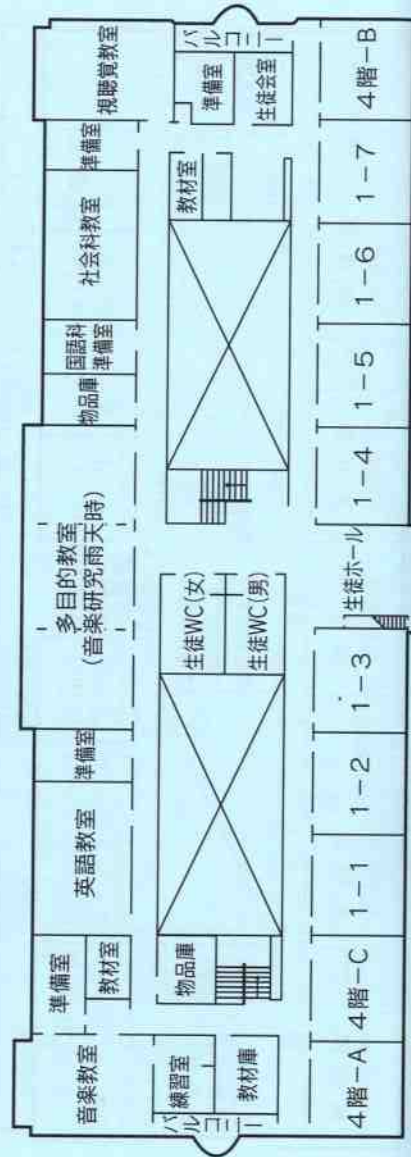 視聴覚教室
バルコニー
準備室
生徒会室
4階-B
準備室
社会科教室
教材室
1-7
1-6
国語科
準備室
物品庫
1-5
1-4
多目的教室
(音楽研究雨天時)
生徒WC(女)
生徒WC(男)
生徒ホール
1-3
準備室
英語教室
1-2
1-1
準備室
教材室
物品庫
4階-C
音楽教室
練習室
教材庫
バルコニー
4階-A